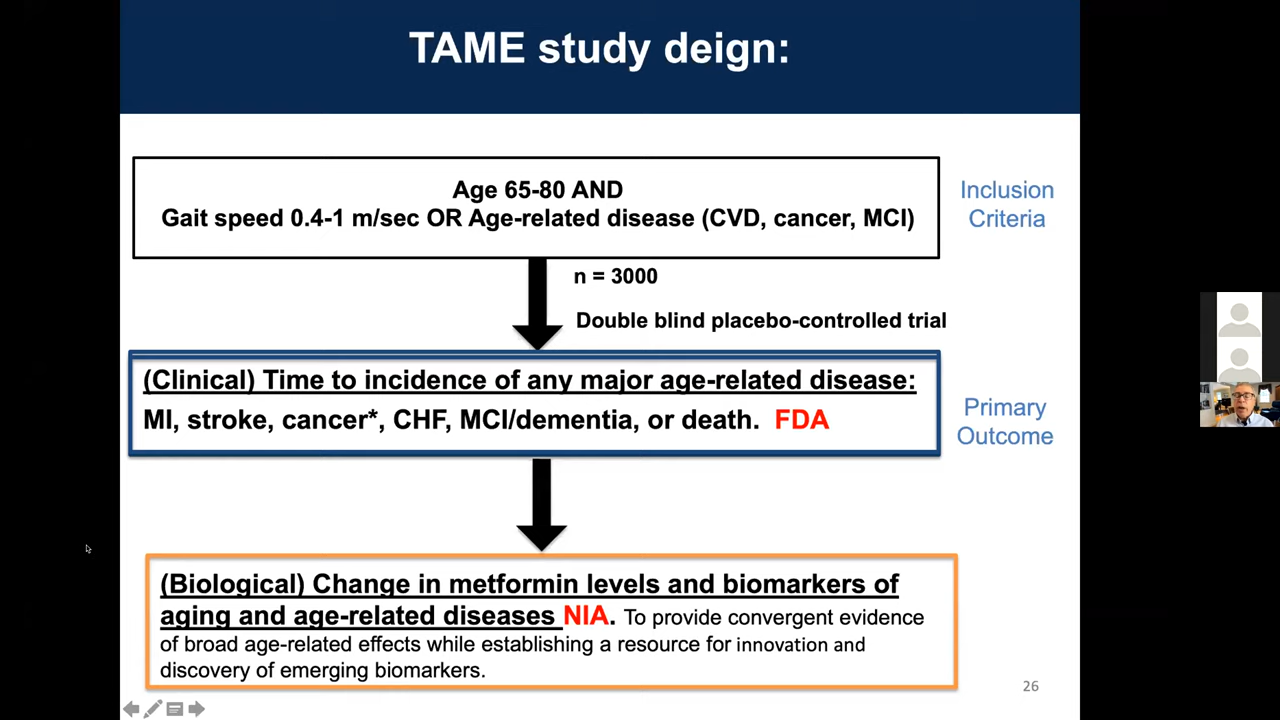 TAME study deign:
Age 65-80 AND
Gait speed 0.4-1 m/sec OR Age-related disease (CVD, cancer, MCI)
Inclusion
Criteria
n = 3000
Double blind placebo-controlled trial
(Clinical) Time to incidence of any major age-related disease:
MI, stroke, cancer*, CHF, MCI/dementia, or death. FDA
Primary
Outcome
(Biological) Change in metformin levels and biomarkers of
aging and age-related diseases NIA. To provide convergent evidence
of broad age-related effects while establishing a resource for innovation and
discovery of emerging biomarkers.
26